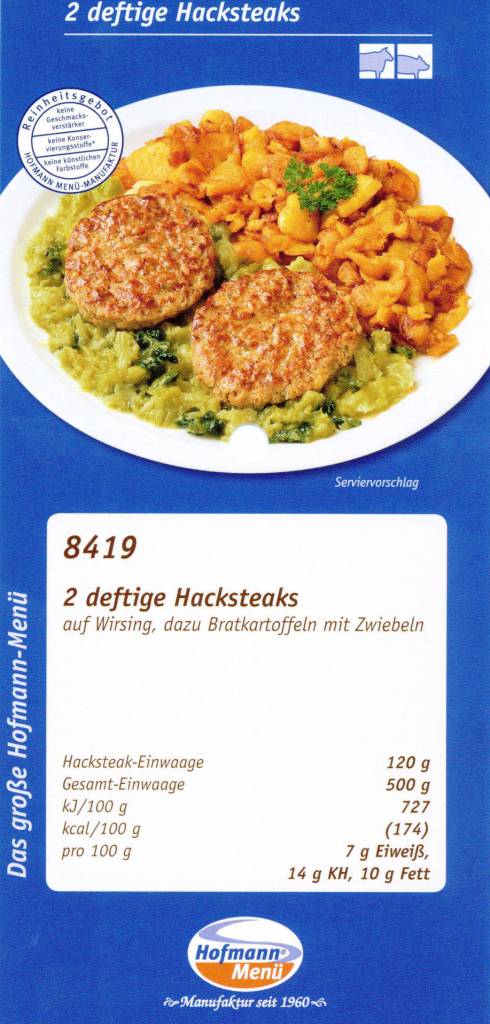 2 deftige Hacksteaks
Reinheitsgebot
keine
Geschmacks-
verstärker
keine Konser-
vierungsstoffe*
keine künstlichen
Farbstoffe
HOFMANN MENÜ-MANUFAKTUR
Serviervorschlag
8419
2 deftige Hacksteaks
auf Wirsing, dazu Bratkartoffeln mit Zwiebeln
Hacksteak-Einwaage 120 g
Gesamt-Einwaage 500 g
kJ/100 g 727
kcal/100 g (174)
pro 100 g 7 g Eiweiß,
14 g KH, 10 g Fett
Das große Hofmann-Menü
Hofmann®
Menü
Manufaktur seit 1960